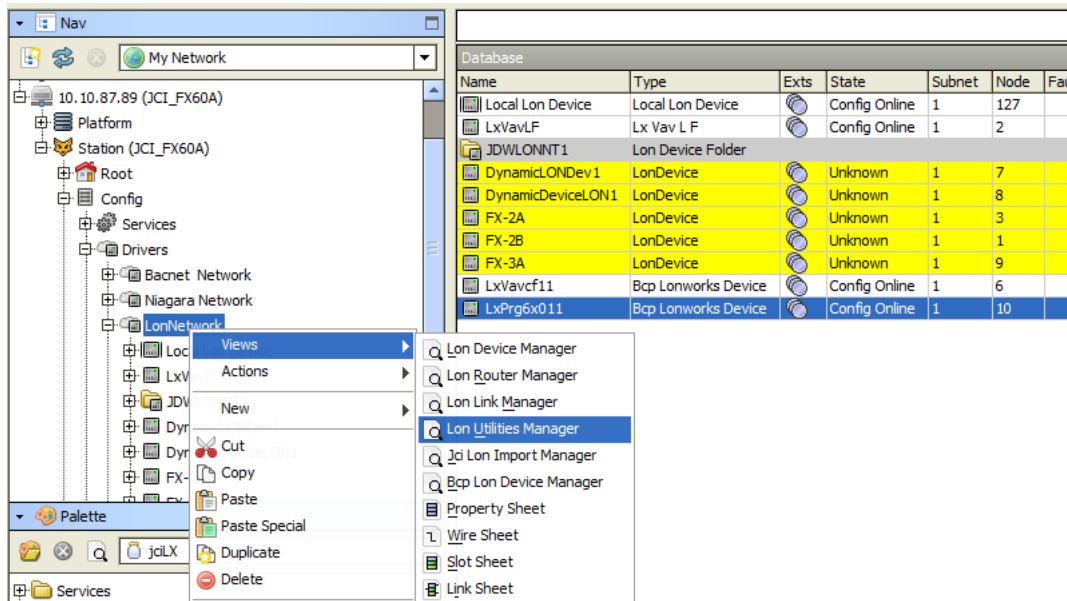 Nav
My Network
10.10.87.89 (JCI_FX60A)
Platform
Station (JCI_FX60A)
Root
Config
Services
Drivers
Bacnet Network
Niagara Network
LonNetwork
Palette
jciLX
Services
Views
Actions
New
Cut
Copy
Paste
Paste Special
Duplicate
Delete
Lon Device Manager
Lon Router Manager
Lon Link Manager
Lon Utilities Manager
Jci Lon Import Manager
Bcp Lon Device Manager
Property Sheet
Wire Sheet
Slot Sheet
Link Sheet
Database
Name Type Exts State Subnet Node
Local Lon Device Local Lon Device Config Online 1 127
LxVavLF Lx Vav L F Config Online 1 2
JDWLONNT1 Lon Device Folder
DynamicLONDev1 LonDevice Unknown 1 7
DynamicDeviceLON1 LonDevice Unknown 1 8
FX-2A LonDevice Unknown 1 3
FX-2B LonDevice Unknown 1 1
FX-3A LonDevice Unknown 1 9
LxVavcf11 Bcp Lonworks Device Config Online 1 6
LxPrg6x011 Bcp Lonworks Device Config Online 1 10